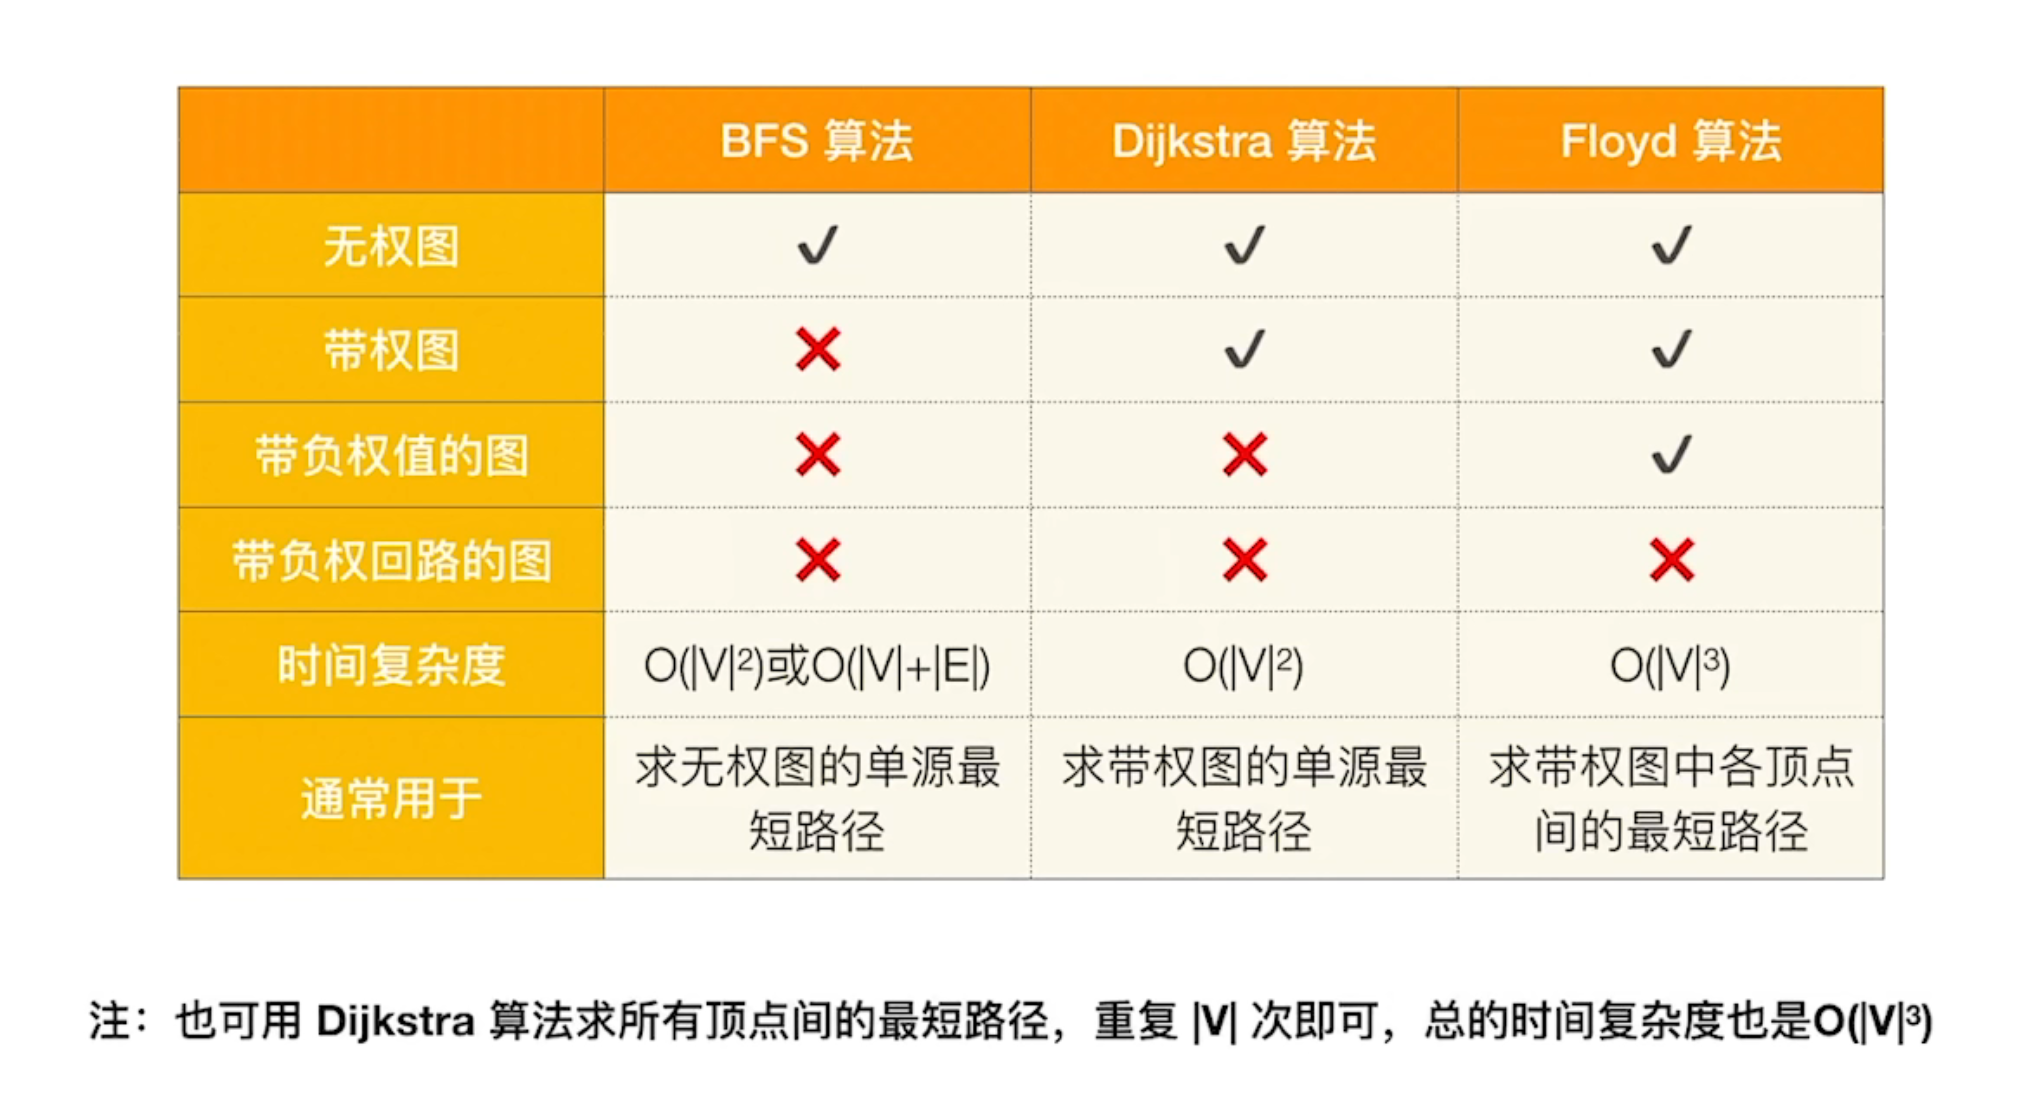 BFS 算法 Dijkstra 算法 Floyd 算法
无权图 ✔ ✔ ✔
带权图 ❌ ✔ ✔
带负权值的图 ❌ ❌ ✔
带负权回路的图 ❌ ❌ ❌
时间复杂度 O(|V|²)或O(|V|+|E|) O(|V|²) O(|V|³)
通常用于
求无权图的单源最
短路径
求带权图的单源最
短路径
求带权图中各顶点
间的最短路径
注：也可用 Dijkstra 算法求所有顶点间的最短路径，重复 |V| 次即可，总的时间复杂度也是O(|V|³)